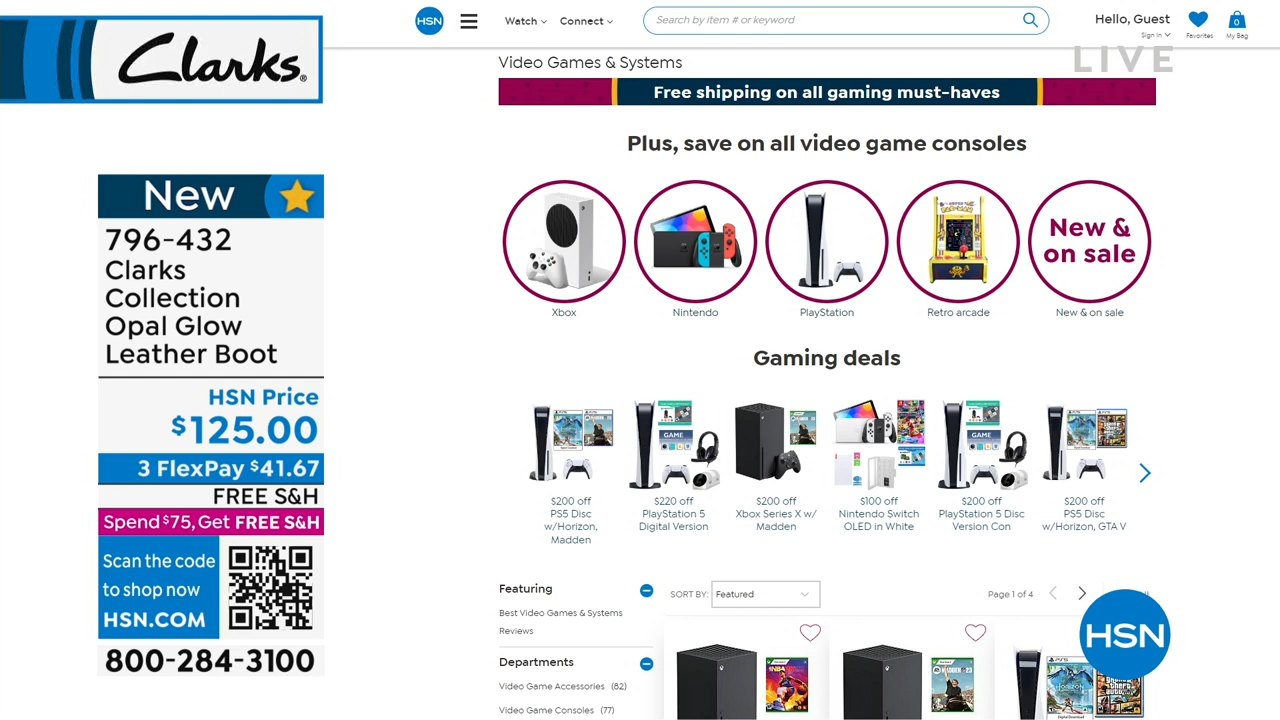 Clarks
New
796-432
Clarks
Collection
Opal Glow
Leather Boot
HSN Price
$125.00
3 FlexPay $41.67
FREE S&H
Spend $75, Get FREE S&H
Scan the code
to shop now
HSN.COM
800-284-3100
HSN
Watch
Connect
Search by item # or keyword
Hello, Guest
Sign in
Favorites
0
My Bag
LIVE
Video Games & Systems
Free shipping on all gaming must-haves
Plus, save on all video game consoles
New &
on sale
Xbox
Nintendo
PlayStation
Retro arcade
New & on sale
Gaming deals
GAME
GAME
$200 off
PS5 Disc
w/Horizon,
Madden
$220 off
PlayStation 5
Digital Version
$200 off
Xbox Series X w/
Madden
$100 off
Nintendo Switch
OLED in White
$200 off
PlayStation 5 Disc
Version Con
$200 off
PS5 Disc
w/Horizon, GTA V
Featuring
Best Video Games & Systems
Reviews
Departments
Video Game Accessories (82)
Video Game Consoles (77)
SORT BY:
Featured
Page 1 of 4
HSN